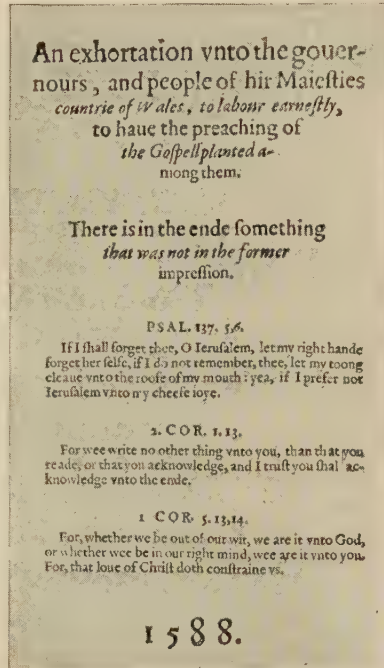 An exhortation vnto the gouer-
nours, and people of hir Maieſties
countrie of Wales, to labour earneſtly,
to haue the preaching of
the Goſpell planted a-
mong them.
There is in the ende ſomething
that was not in the former
impreſſion.
PSAL. 137. 5,6.
If I ſhall forget thee, O Ieruſalem, let my right hande
forget her ſelfe, if I do not remember, thee, let my toong
cleaue vnto the roofe of my mouth: yea, if I prefer not
Ieruſalem vnto my cheefe ioye.
2. COR. 1. 13.
For wee write no other thing vnto you, than that you
reade, or that you acknowledge, and I truſt you ſhal ac-
knowledge vnto the ende.
1 COR. 5. 13,14.
For, whether we be out of our wit, we are it vnto God,
or whether wee be in our right mind, wee are it vnto you.
For, that loue of Chriſt doth conſtraine vs.
1588.